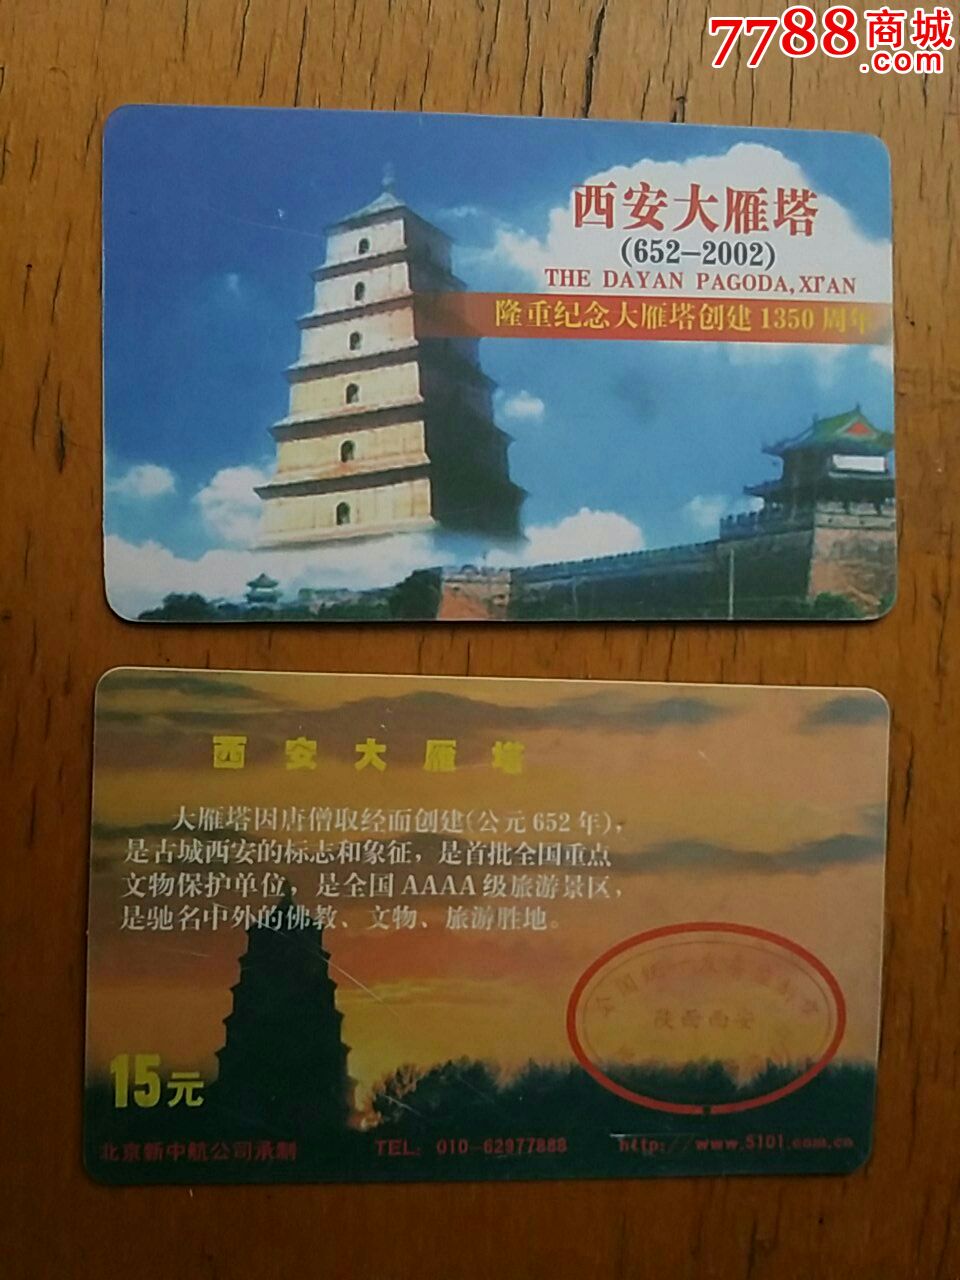 7788商城
.com
西安大雁塔
(652-2002)
THE DAYAN PAGODA, XI'AN
隆重纪念大雁塔创建1350周年
西安大雁塔
大雁塔因唐僧取经而创建(公元652年),
是古城西安的标志和象征，是首批全国重点
文物保护单位，是全国AAAA级旅游景区，
是驰名中外的佛教、文物、旅游胜地。
陕西西安
15元
北京新中航公司承制
TEL：010-62977888
http://www.5101.com.cn